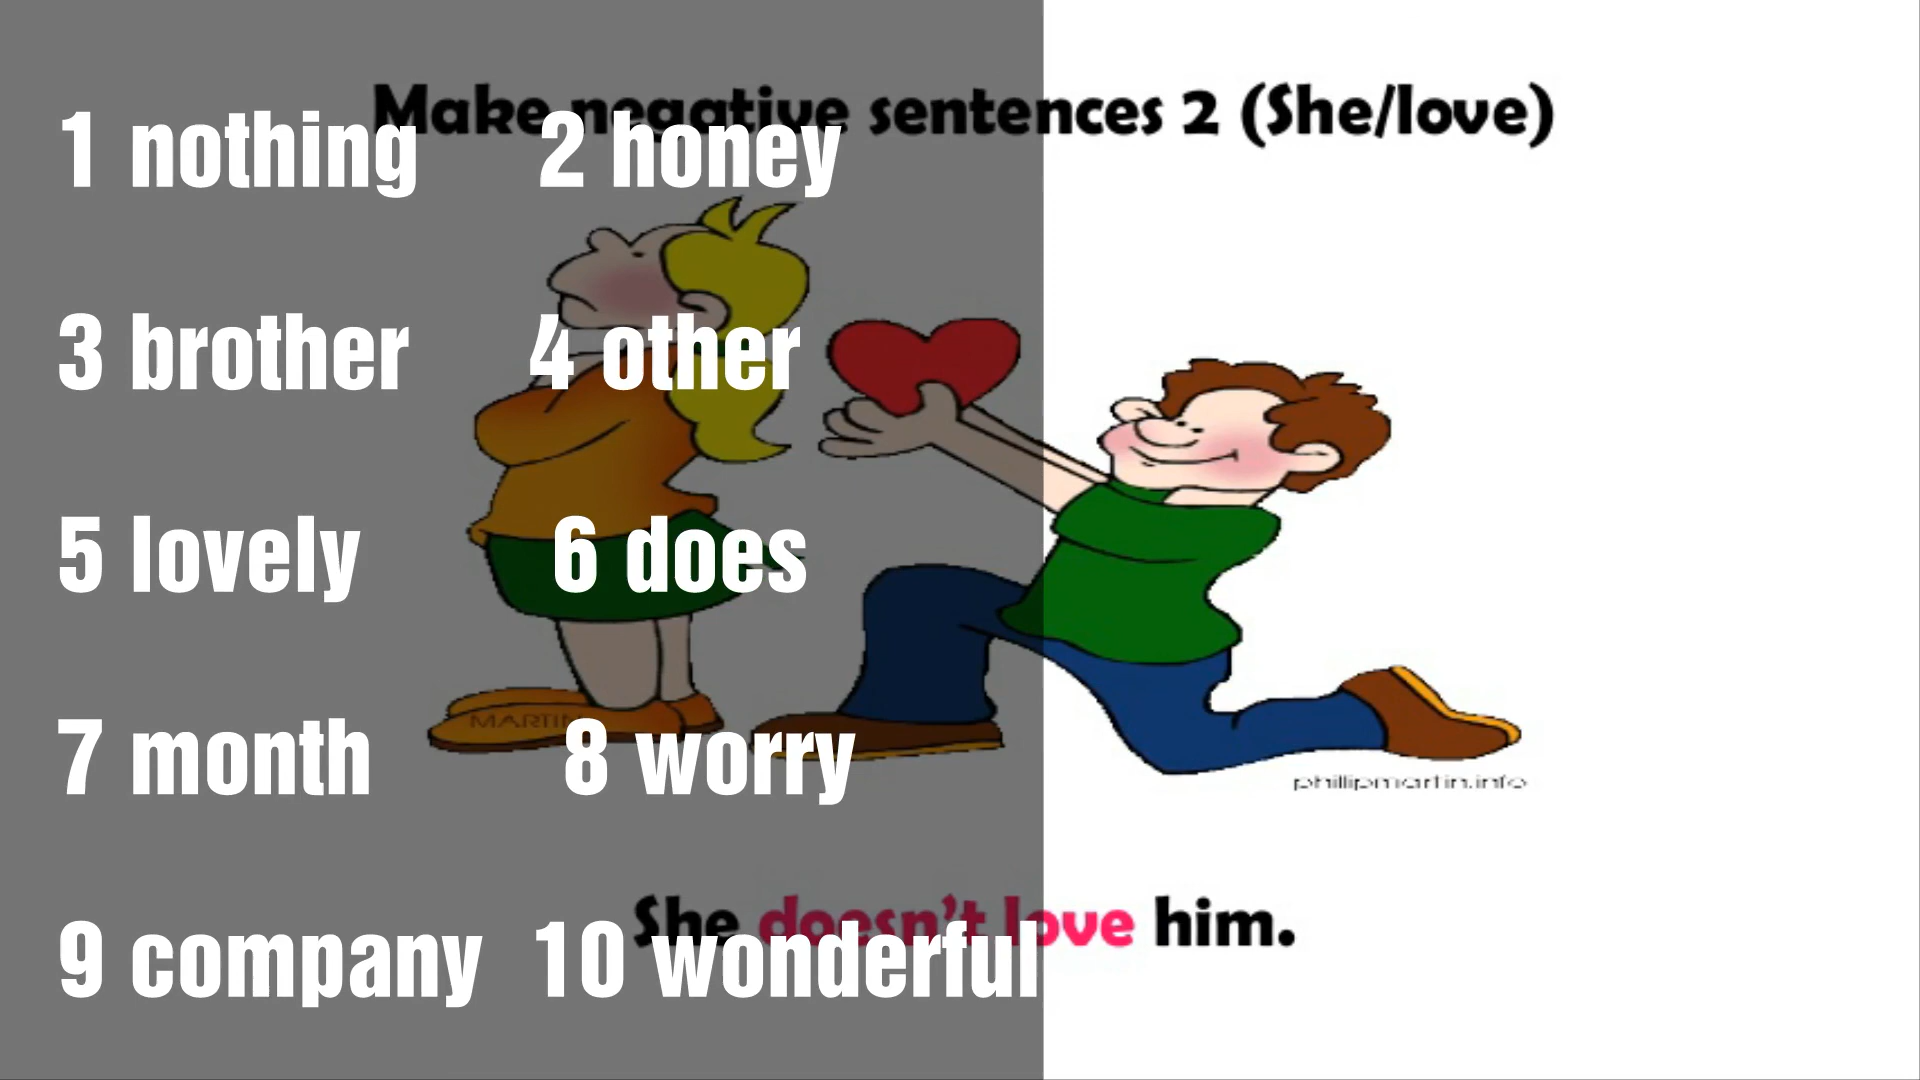 Make negative sentences 2 (She/love)
1 nothing 2 honey
3 brother 4 other
5 lovely 6 does
7 month 8 worry
MARTIN
phillipmartin.info
She doesn't love him.
9 company 10 wonderful